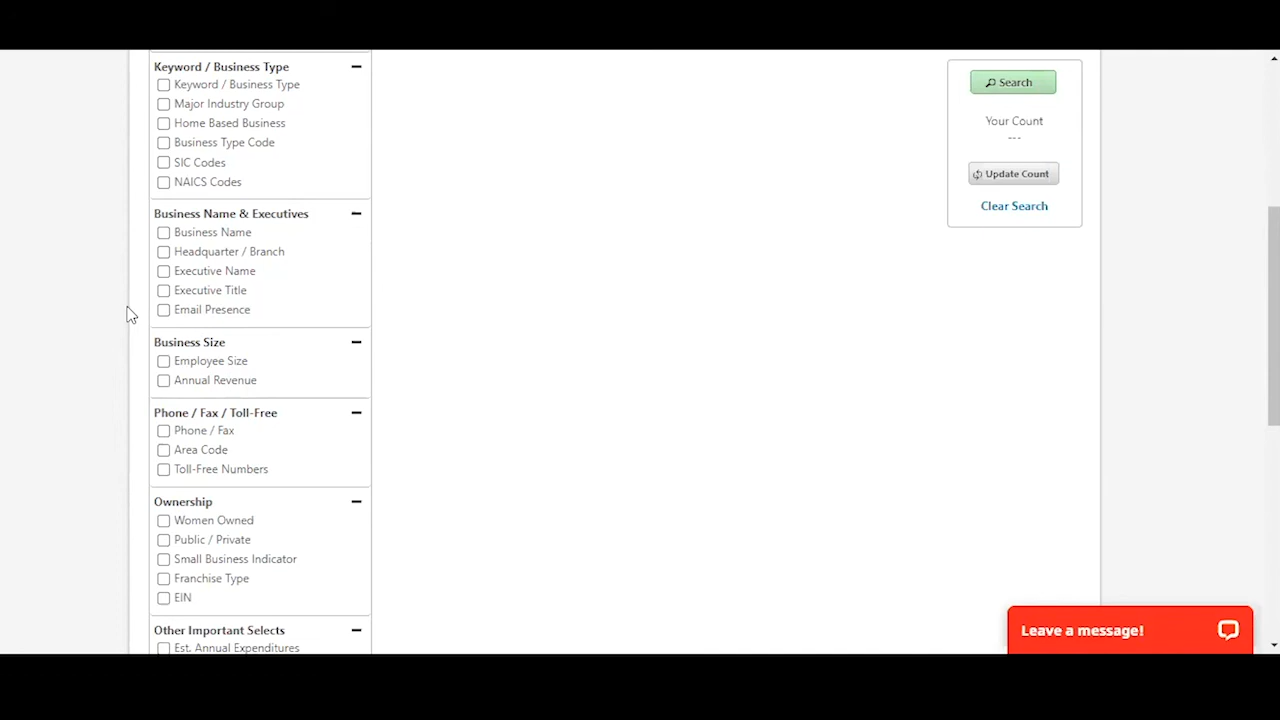 Keyword / Business Type
Keyword / Business Type
Major Industry Group
Home Based Business
Business Type Code
SIC Codes
NAICS Codes
Business Name & Executives
Business Name
Headquarter / Branch
Executive Name
Executive Title
Email Presence
Business Size
Employee Size
Annual Revenue
Phone / Fax / Toll-Free
Phone / Fax
Area Code
Toll-Free Numbers
Ownership
Women Owned
Public / Private
Small Business Indicator
Franchise Type
EIN
Other Important Selects
Est. Annual Expenditures
Search
Your Count
---
Update Count
Clear Search
Leave a message!